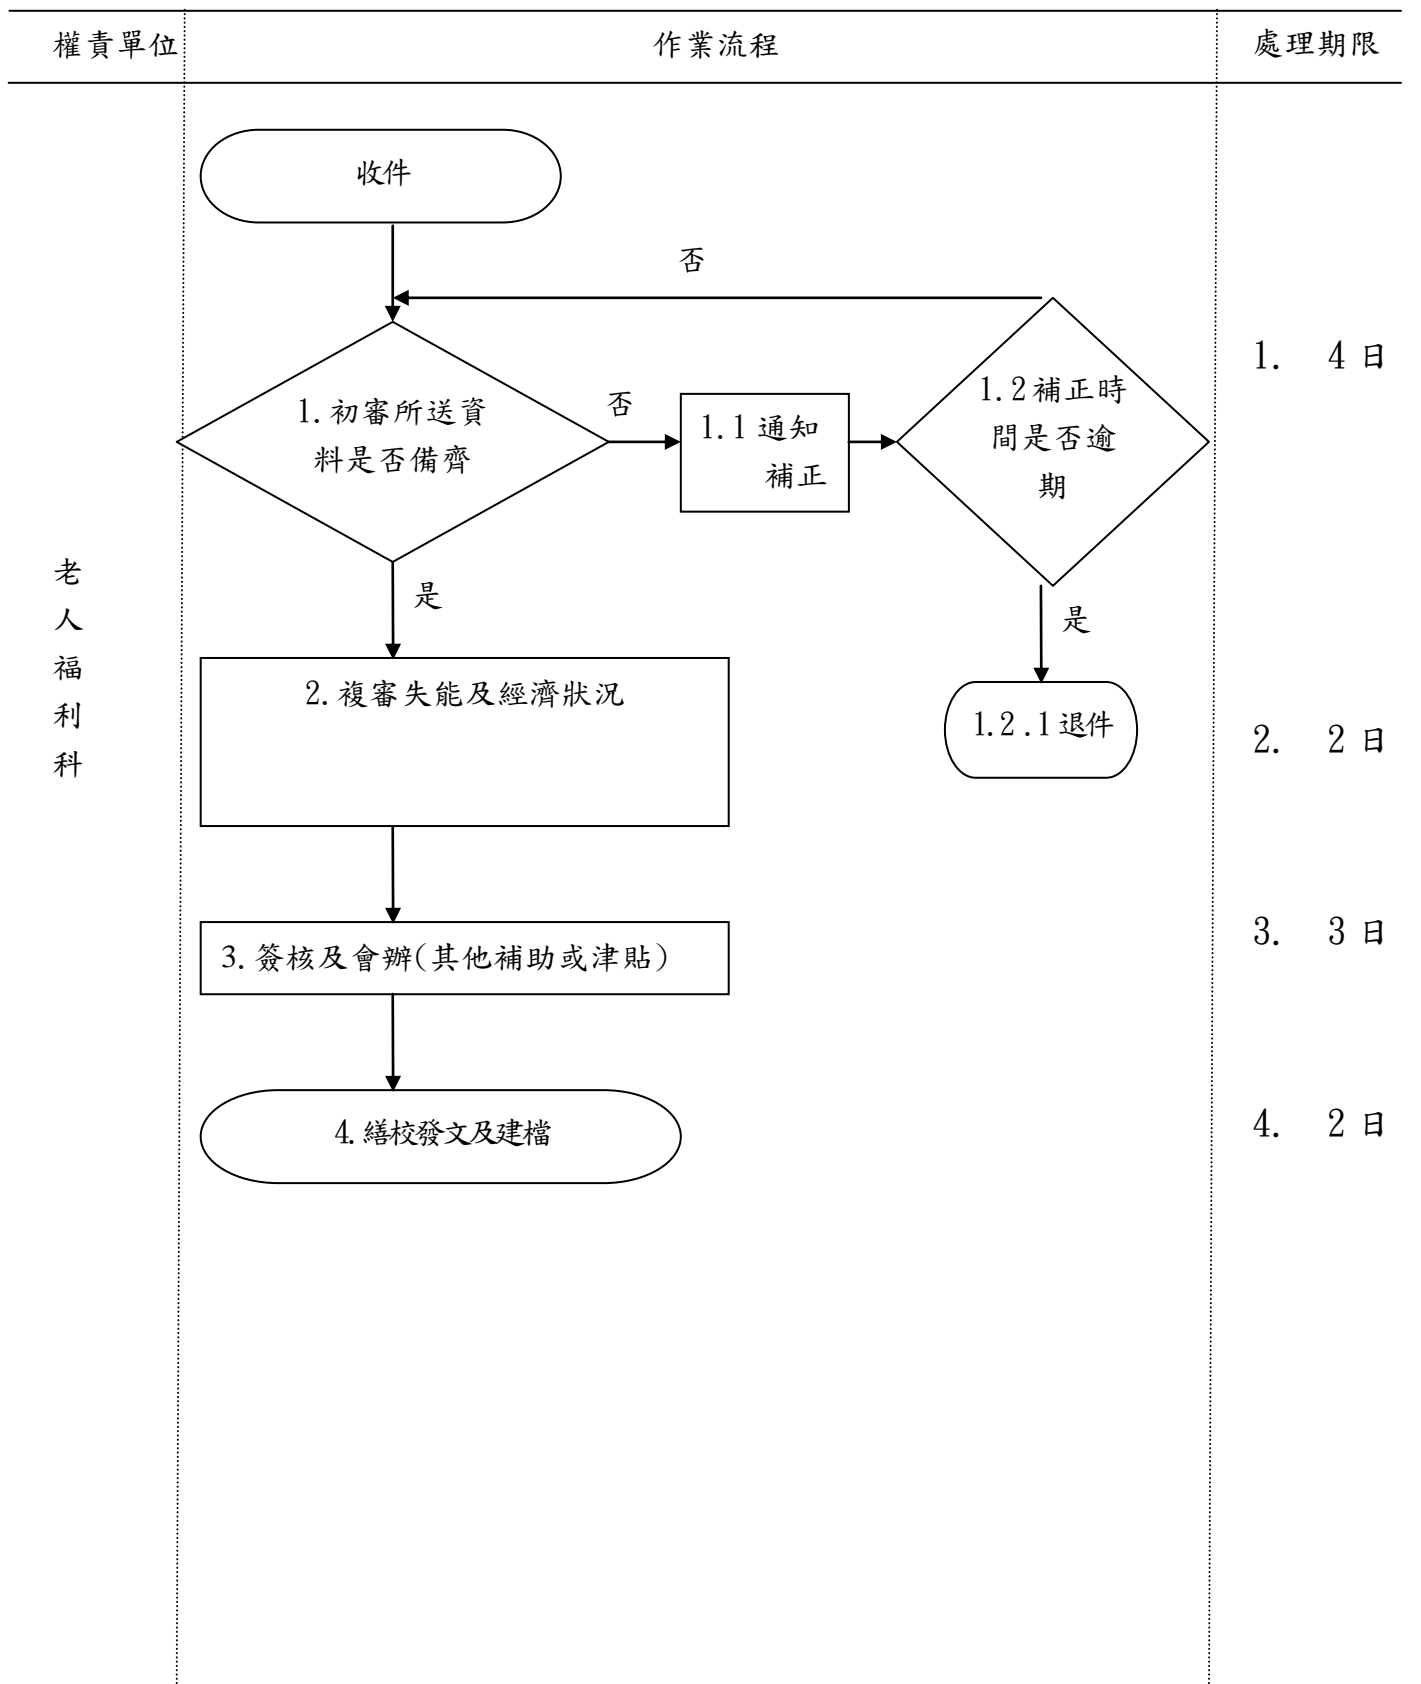 權責單位
作業流程
處理期限
收件
否
1. 4日
1.初審所送資
料是否備齊
否
1.1通知
補正
1.2補正時
間是否逾
期
老
人
福
利
科
是
是
2.複審失能及經濟狀況
1.2.1退件
2. 2日
3.簽核及會辦(其他補助或津貼)
3. 3日
4.繕校發文及建檔
4. 2日